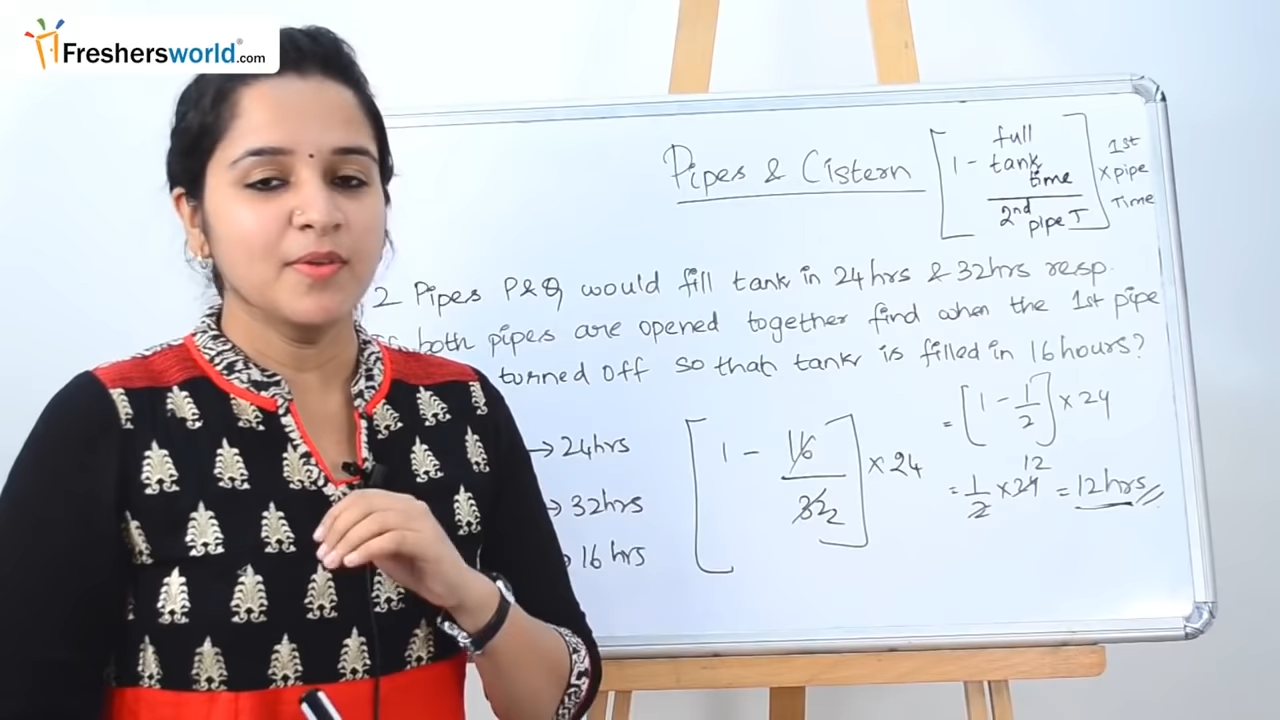 Freshersworld.com
Pipes & Cistern
[1 - full tank time / 2nd pipe T] × 1st pipe Time
2 Pipes P&Q would fill tank in 24hrs & 32hrs resp.
both pipes are opened together find when the 1st pipe
turned off so that tank is filled in 16 hours?
→ 24hrs
→ 32hrs
16 hrs
[1 - 16/32 2] × 24
= [1 - 1/2] × 24
= 1/2 × 24 12 = 12hrs